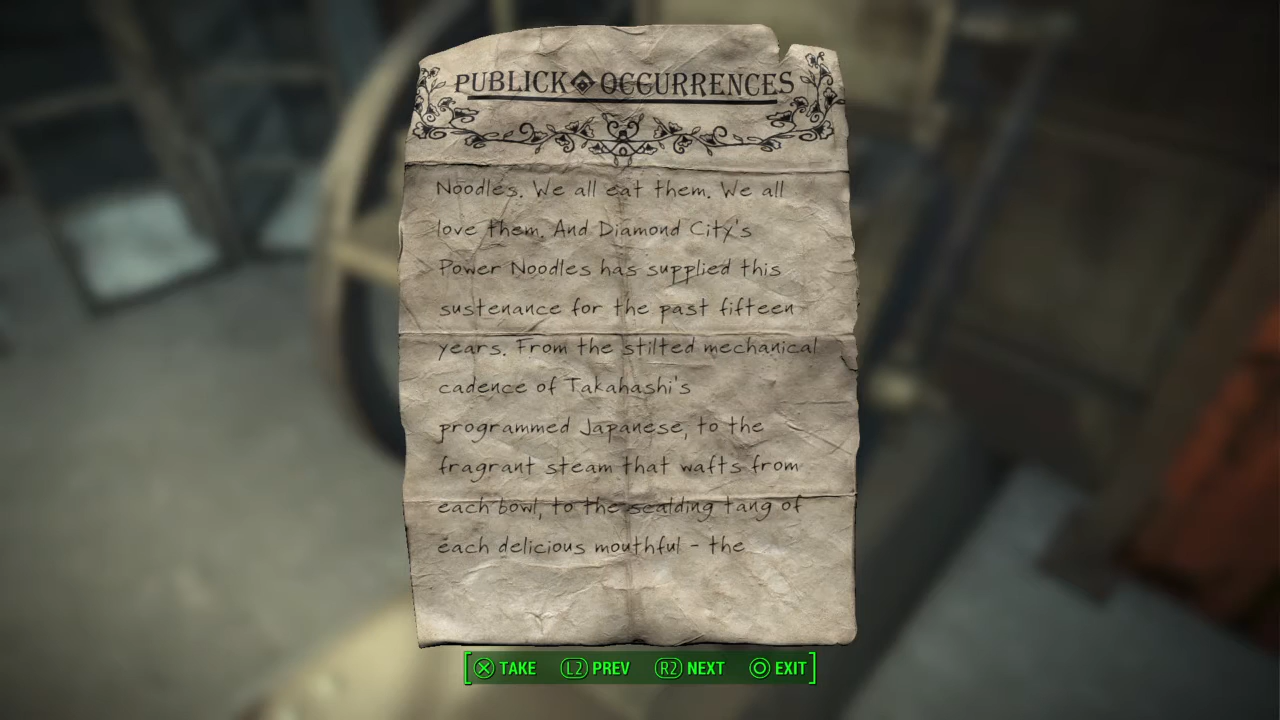 PUBLICK OCCURRENCES
Noodles. We all eat them. We all
love them. And Diamond City's
Power Noodles has supplied this
sustenance for the past fifteen
years. From the stilted mechanical
cadence of Takahashi's
programmed Japanese, to the
fragrant steam that wafts from
each bowl, to the scalding tang of
each delicious mouthful - the
TAKE L2 PREV R2 NEXT EXIT